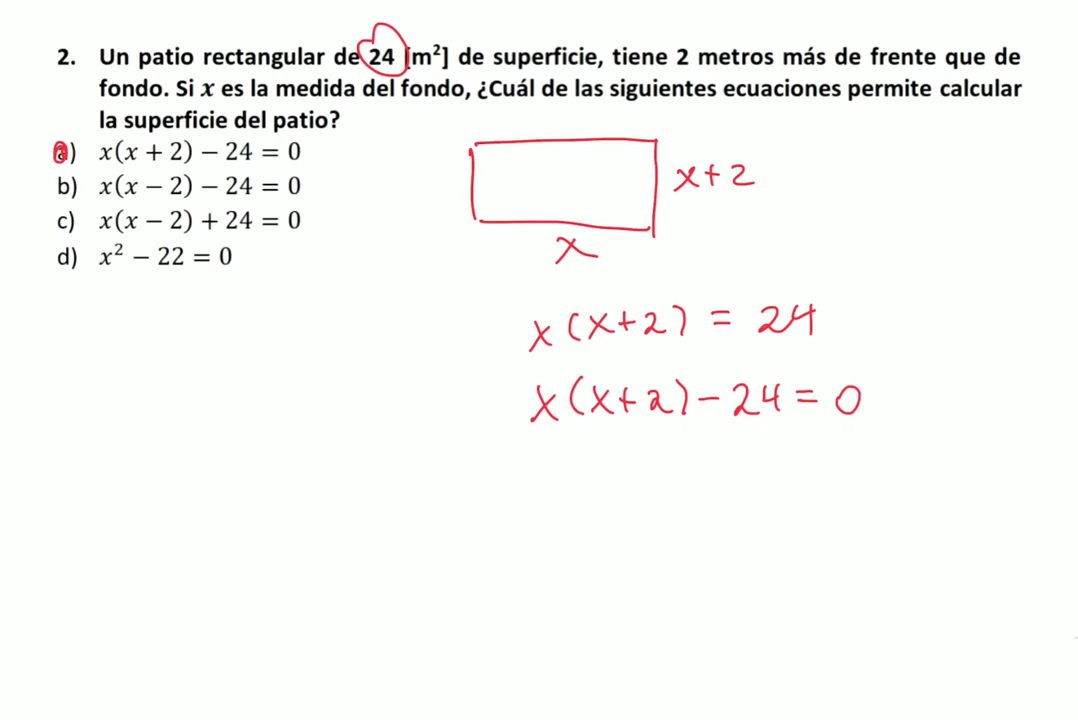 2. Un patio rectangular de 24 [m²] de superficie, tiene 2 metros más de frente que de
fondo. Si x es la medida del fondo, ¿Cuál de las siguientes ecuaciones permite calcular
la superficie del patio?
a) x(x + 2) − 24 = 0
b) x(x − 2) − 24 = 0
c) x(x − 2) + 24 = 0
d) x² − 22 = 0
x+2
x
x(x+2) = 24
x(x+2)-24=0